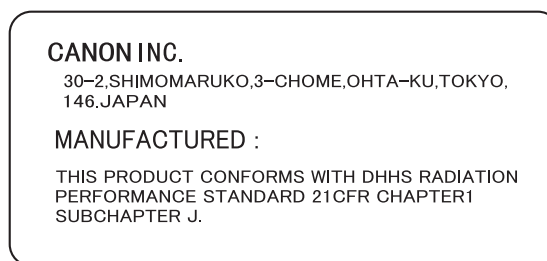 CANON INC.
30-2,SHIMOMARUKO,3-CHOME,OHTA-KU,TOKYO,
146.JAPAN
MANUFACTURED :
THIS PRODUCT CONFORMS WITH DHHS RADIATION
PERFORMANCE STANDARD 21CFR CHAPTER1
SUBCHAPTER J.